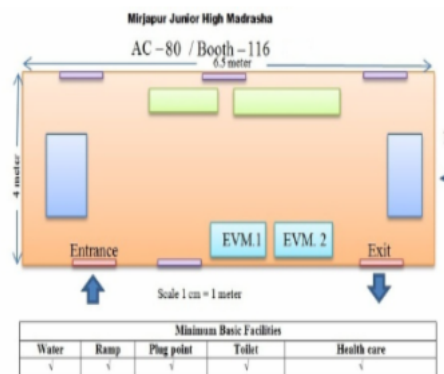 Mirjapur Junior High Madrasha
AC-80 / Booth-116
6.5 meter
4 meter
EVM.1 EVM. 2
Entrance Exit
Scale 1 cm = 1 meter
Minimum Basic Facilities
Water Ramp Plug point Toilet Health care
√ √ √ √ √